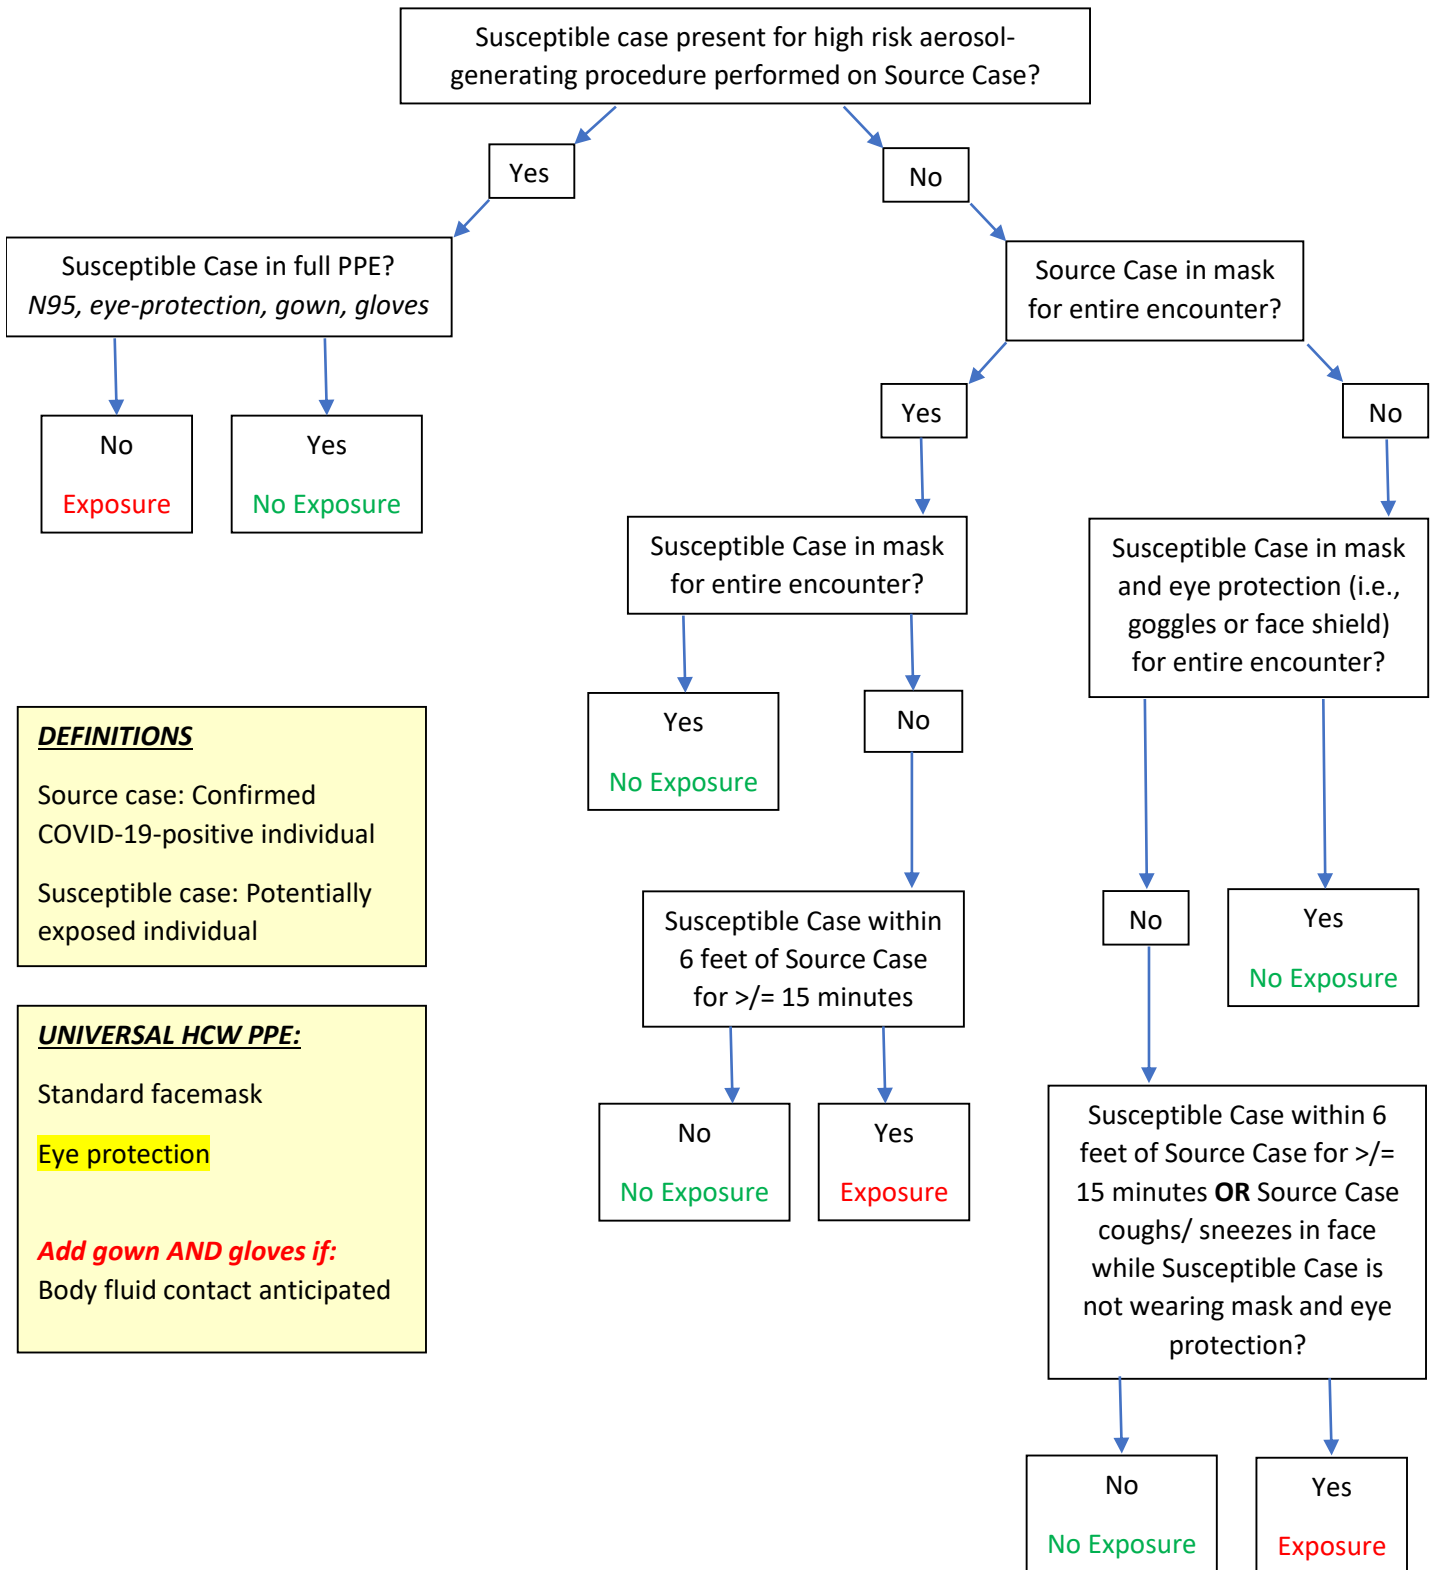 Susceptible case present for high risk aerosol-
generating procedure performed on Source Case?
Yes
No
Susceptible Case in full PPE?
N95, eye-protection, gown, gloves
Source Case in mask
for entire encounter?
No
Exposure
Yes
No Exposure
Yes
No
Susceptible Case in mask
for entire encounter?
Susceptible Case in mask
and eye protection (i.e.,
goggles or face shield)
for entire encounter?
Yes
No Exposure
No
DEFINITIONS
Source case: Confirmed
COVID-19-positive individual
Susceptible case: Potentially
exposed individual
Susceptible Case within
6 feet of Source Case
for >/= 15 minutes
No
Yes
No Exposure
UNIVERSAL HCW PPE:
Standard facemask
Eye protection
Add gown AND gloves if:
Body fluid contact anticipated
No
No Exposure
Yes
Exposure
Susceptible Case within 6
feet of Source Case for >/=
15 minutes OR Source Case
coughs/ sneezes in face
while Susceptible Case is
not wearing mask and eye
protection?
No
No Exposure
Yes
Exposure